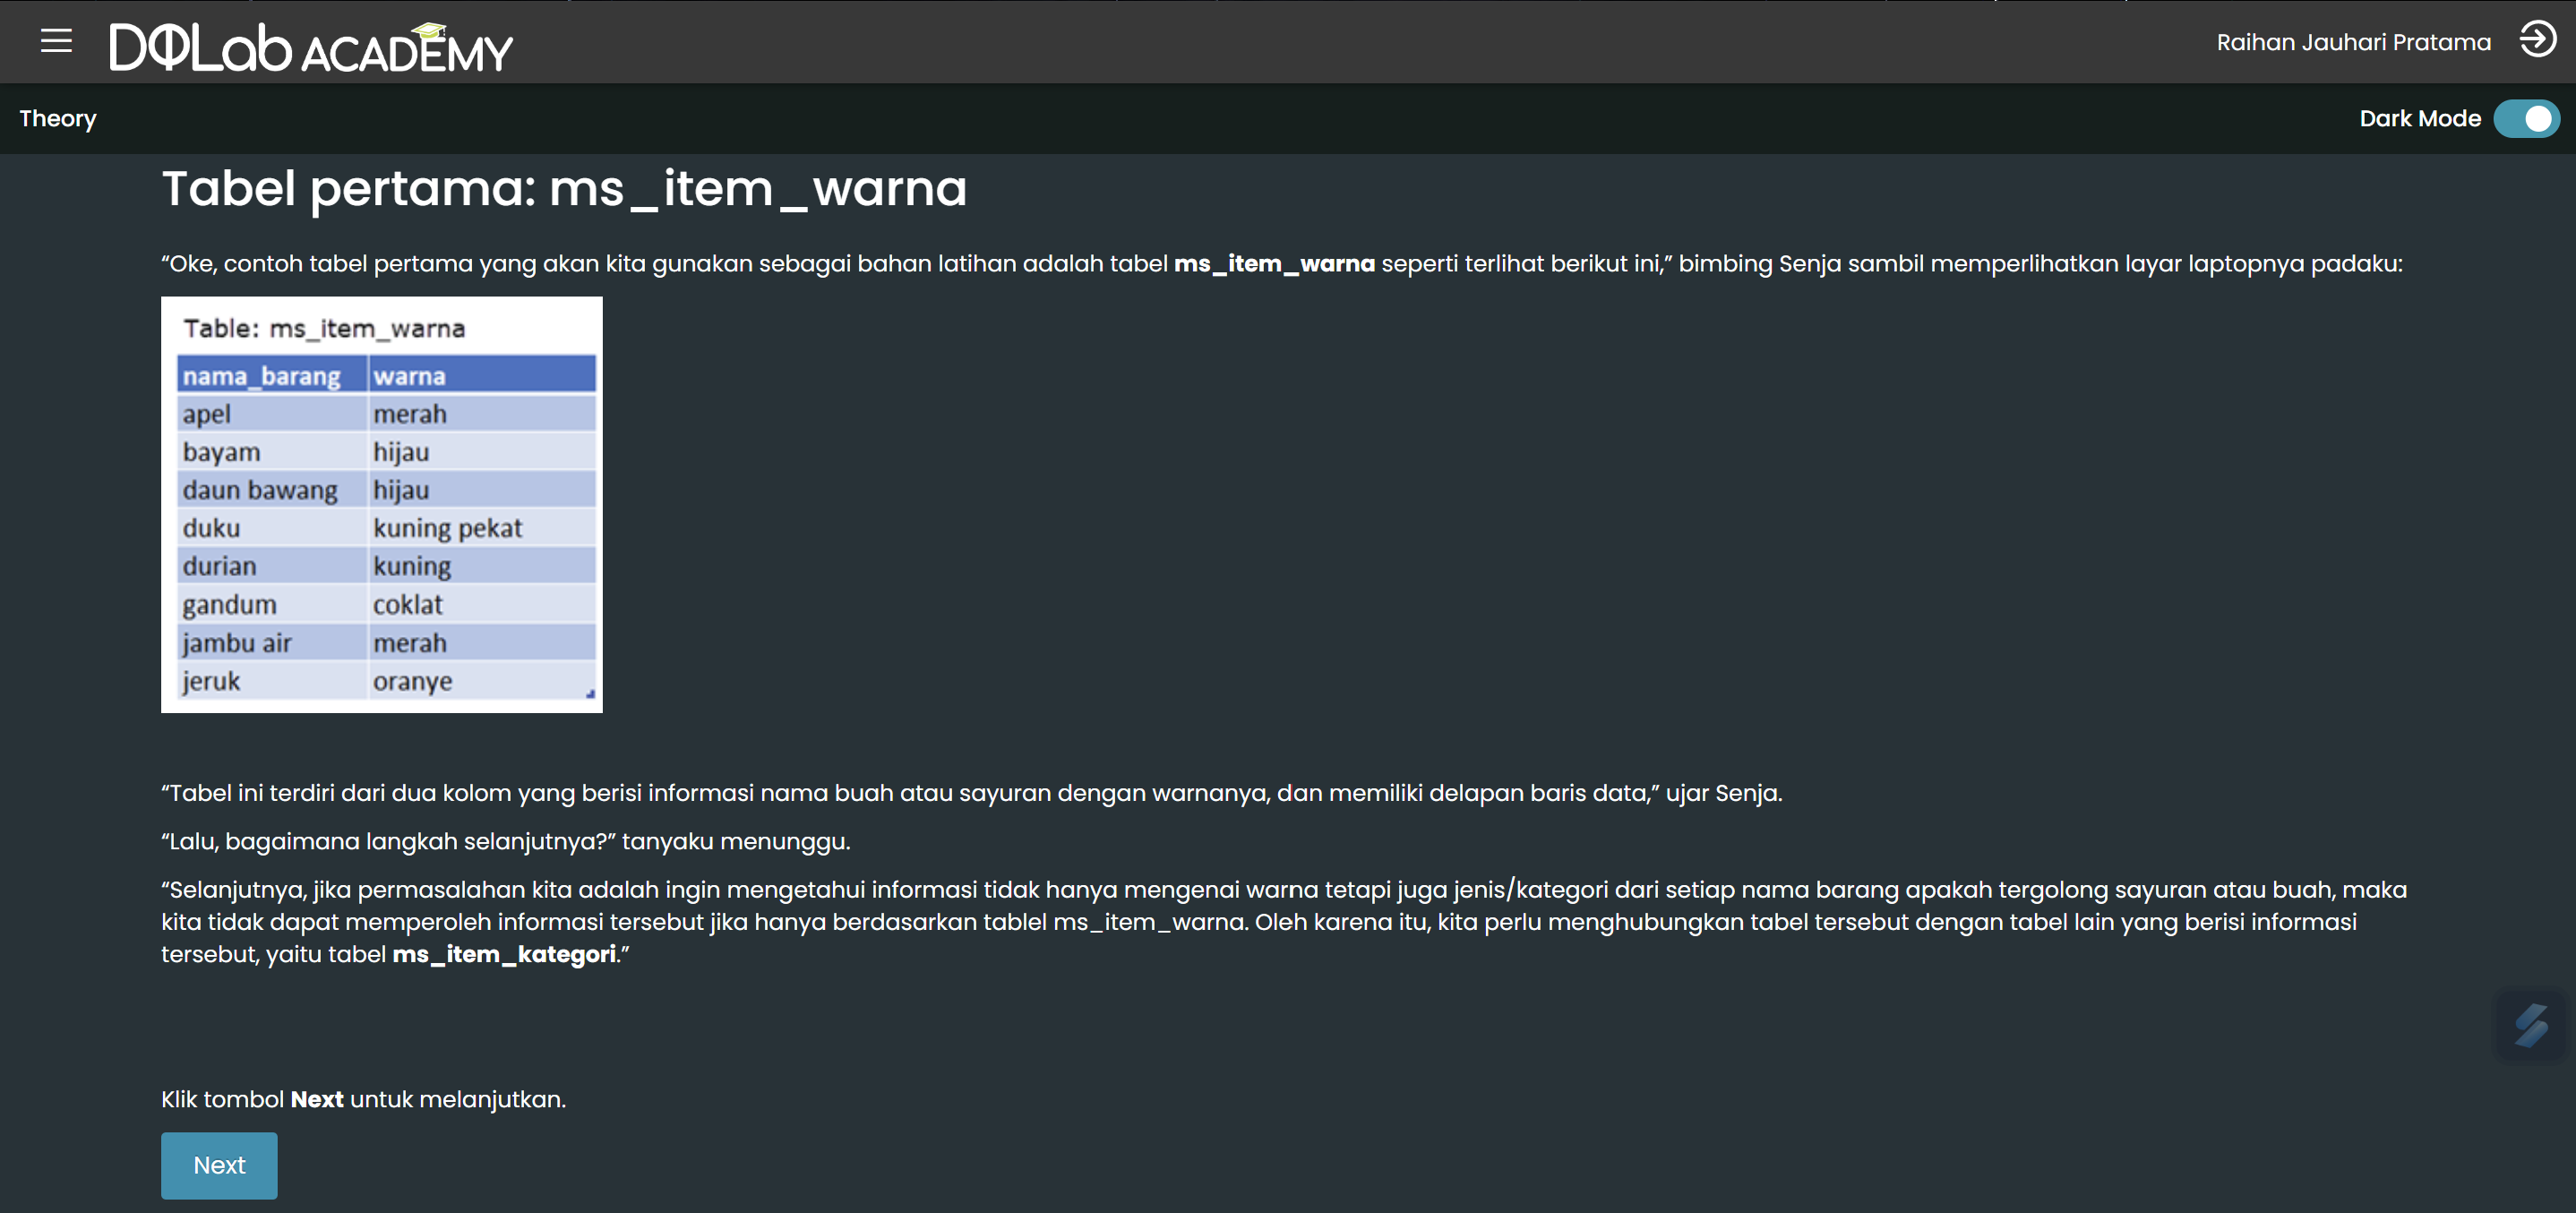 DQLab ACADEMY
Raihan Jauhari Pratama
Theory
Dark Mode
Tabel pertama: ms_item_warna
“Oke, contoh tabel pertama yang akan kita gunakan sebagai bahan latihan adalah tabel ms_item_warna seperti terlihat berikut ini,” bimbing Senja sambil memperlihatkan layar laptopnya padaku:
Table: ms_item_warna
nama_barang warna
apel merah
bayam hijau
daun bawang hijau
duku kuning pekat
durian kuning
gandum coklat
jambu air merah
jeruk oranye
“Tabel ini terdiri dari dua kolom yang berisi informasi nama buah atau sayuran dengan warnanya, dan memiliki delapan baris data,” ujar Senja.
“Lalu, bagaimana langkah selanjutnya?” tanyaku menunggu.
“Selanjutnya, jika permasalahan kita adalah ingin mengetahui informasi tidak hanya mengenai warna tetapi juga jenis/kategori dari setiap nama barang apakah tergolong sayuran atau buah, maka
kita tidak dapat memperoleh informasi tersebut jika hanya berdasarkan tablel ms_item_warna. Oleh karena itu, kita perlu menghubungkan tabel tersebut dengan tabel lain yang berisi informasi
tersebut, yaitu tabel ms_item_kategori.”
Klik tombol Next untuk melanjutkan.
Next